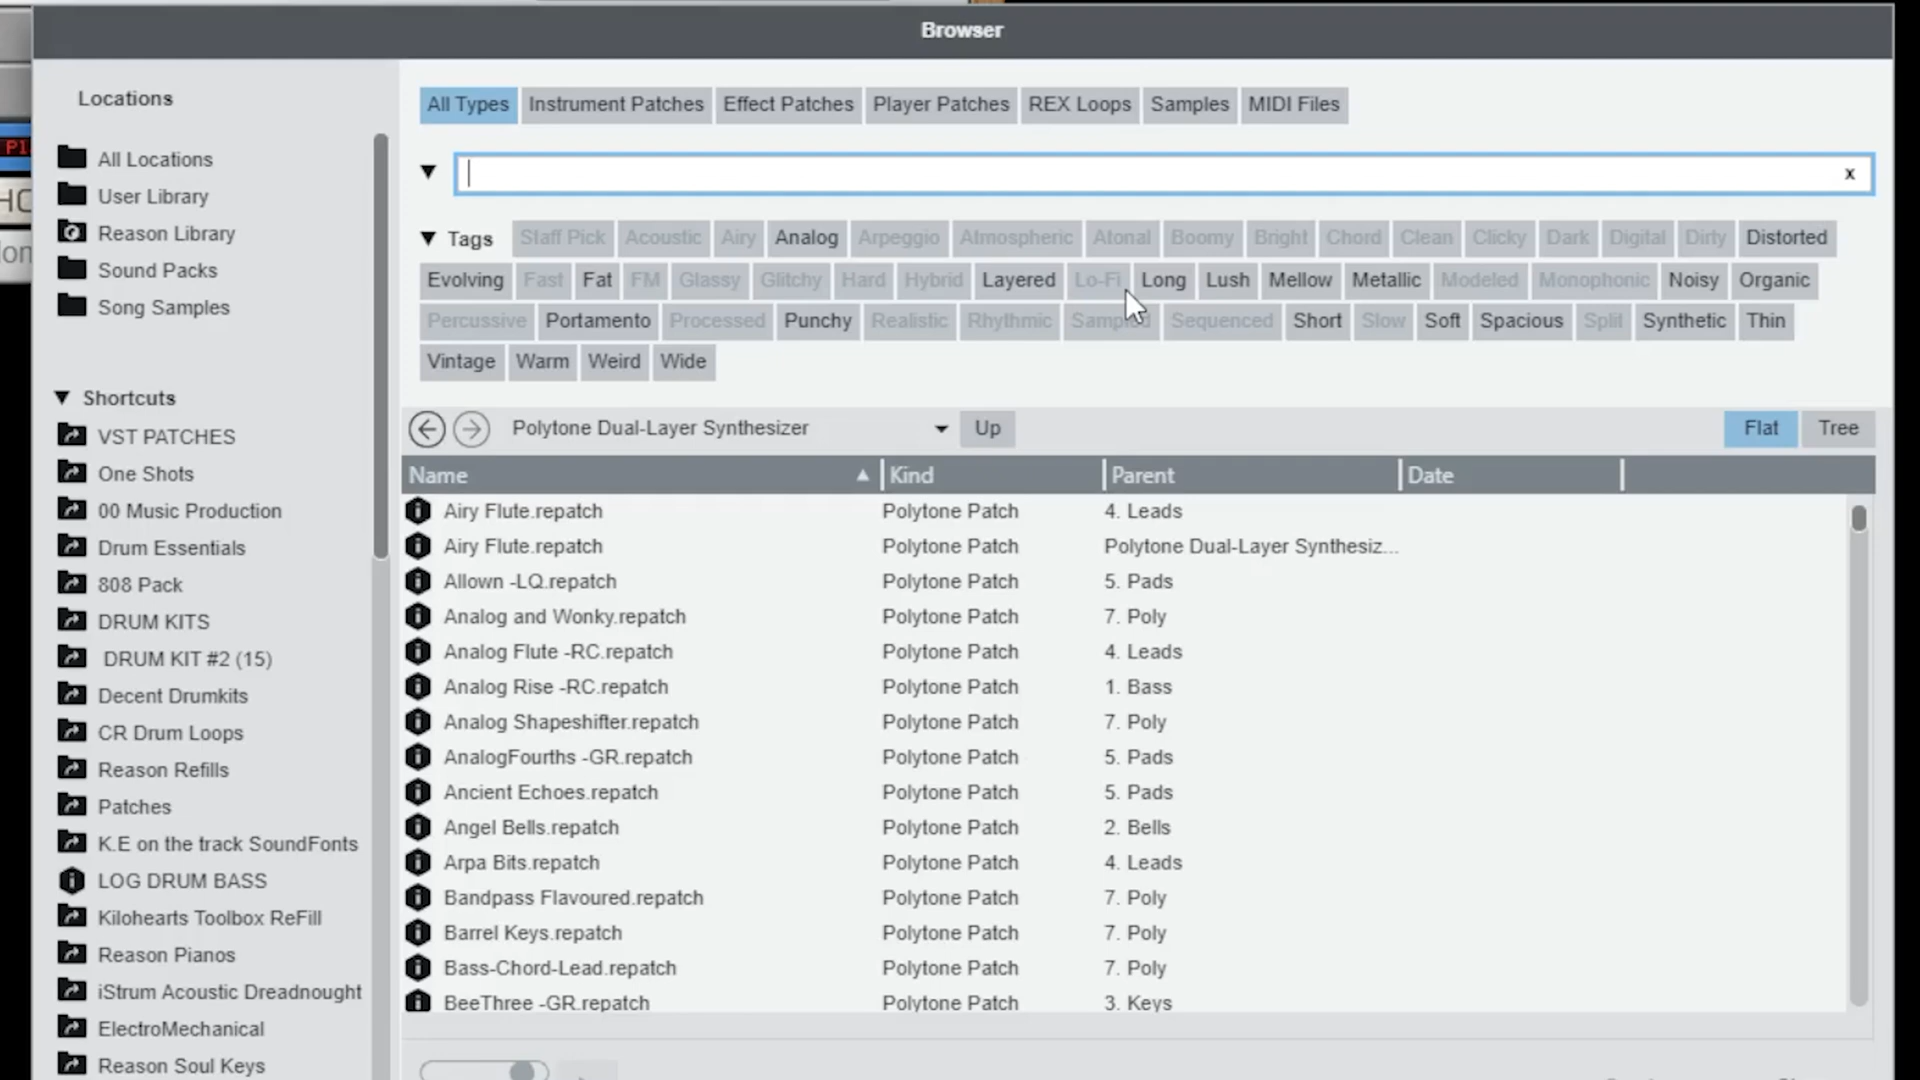 Browser
Locations
All Locations
User Library
Reason Library
Sound Packs
Song Samples
Shortcuts
VST PATCHES
One Shots
00 Music Production
Drum Essentials
808 Pack
DRUM KITS
DRUM KIT #2 (15)
Decent Drumkits
CR Drum Loops
Reason Refills
Patches
K.E on the track SoundFonts
LOG DRUM BASS
Kilohearts Toolbox ReFill
Reason Pianos
iStrum Acoustic Dreadnought
ElectroMechanical
Reason Soul Keys
All Types Instrument Patches Effect Patches Player Patches REX Loops Samples MIDI Files
x
Tags Staff Pick Acoustic Airy Analog Arpeggio Atmospheric Atonal Boomy Bright Chord Clean Clicky Dark Digital Dirty Distorted
Evolving Fast Fat FM Glassy Glitchy Hard Hybrid Layered Lo-Fi Long Lush Mellow Metallic Modeled Monophonic Noisy Organic
Percussive Portamento Processed Punchy Realistic Rhythmic Sampled Sequenced Short Slow Soft Spacious Split Synthetic Thin
Vintage Warm Weird Wide
Polytone Dual-Layer Synthesizer Up Flat Tree
Name Kind Parent Date
Airy Flute.repatch Polytone Patch 4. Leads
Airy Flute.repatch Polytone Patch Polytone Dual-Layer Synthesiz...
Allown -LQ.repatch Polytone Patch 5. Pads
Analog and Wonky.repatch Polytone Patch 7. Poly
Analog Flute -RC.repatch Polytone Patch 4. Leads
Analog Rise -RC.repatch Polytone Patch 1. Bass
Analog Shapeshifter.repatch Polytone Patch 7. Poly
AnalogFourths -GR.repatch Polytone Patch 5. Pads
Ancient Echoes.repatch Polytone Patch 5. Pads
Angel Bells.repatch Polytone Patch 2. Bells
Arpa Bits.repatch Polytone Patch 4. Leads
Bandpass Flavoured.repatch Polytone Patch 7. Poly
Barrel Keys.repatch Polytone Patch 7. Poly
Bass-Chord-Lead.repatch Polytone Patch 7. Poly
BeeThree -GR.repatch Polytone Patch 3. Keys